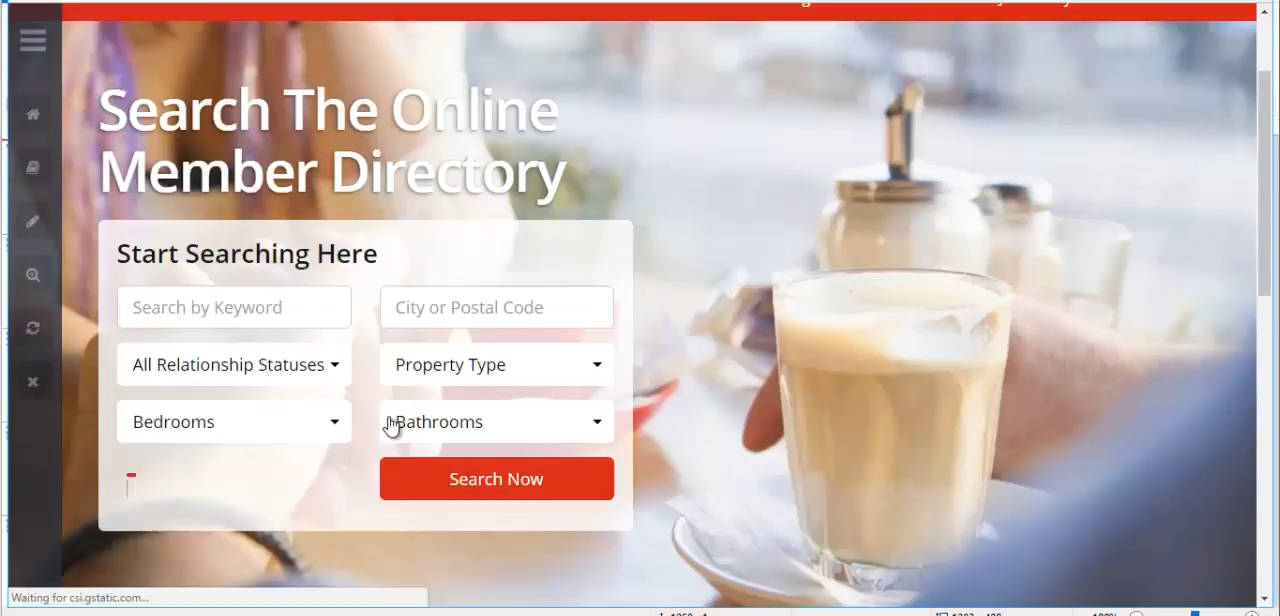 Search The Online
Member Directory
Start Searching Here
Search by Keyword
City or Postal Code
All Relationship Statuses
Property Type
Bedrooms
Bathrooms
Search Now
Waiting for csi.gstatic.com...